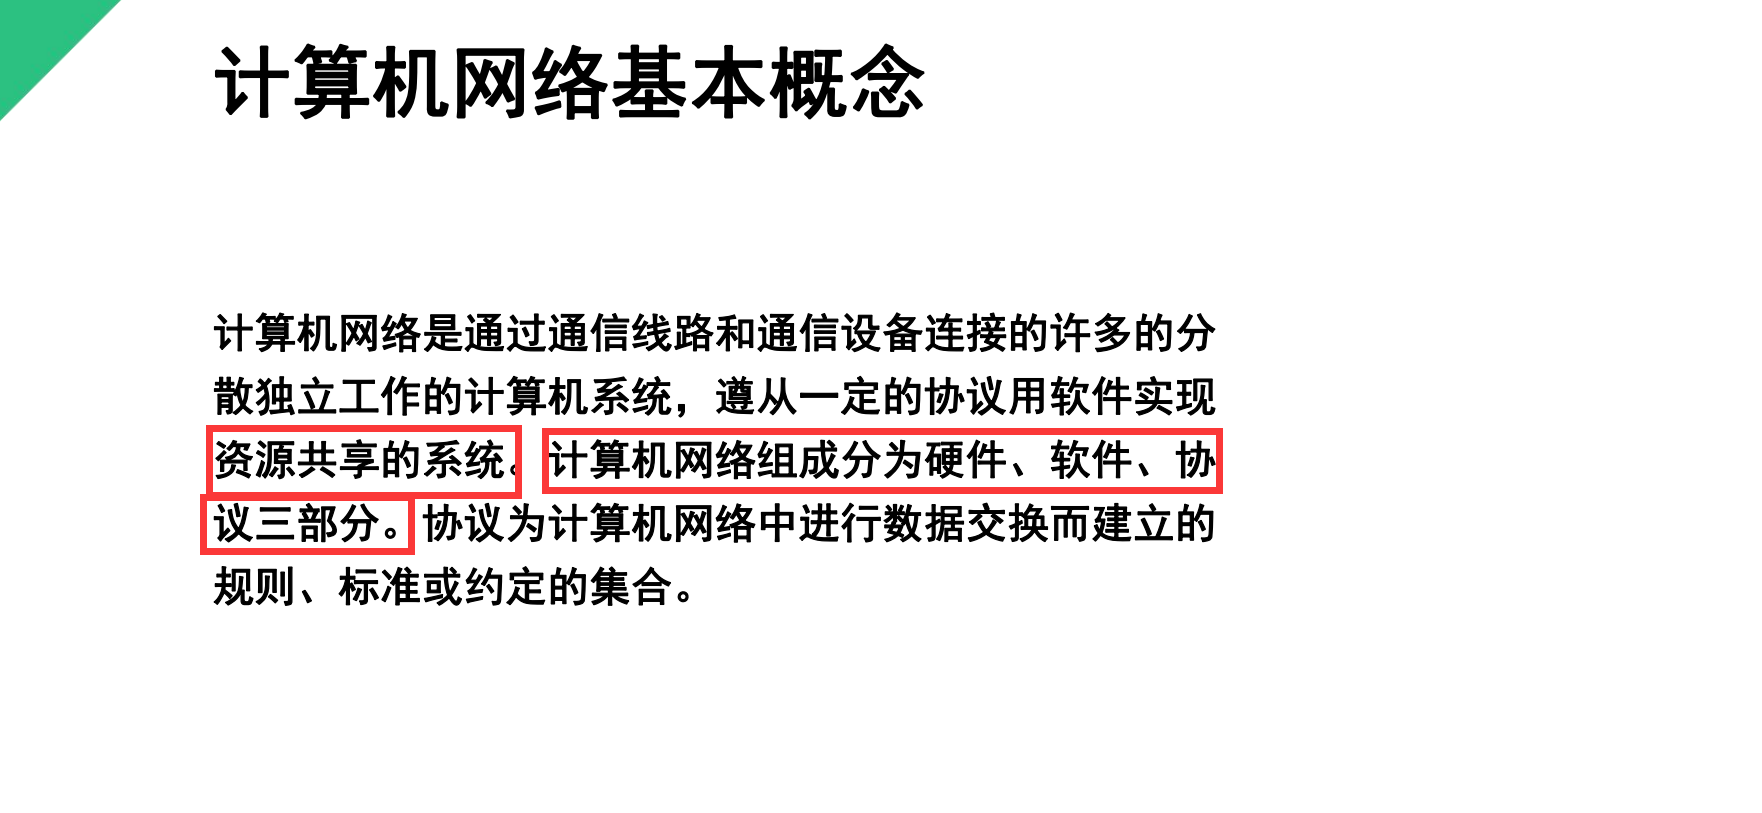 计算机网络基本概念
计算机网络是通过通信线路和通信设备连接的许多的分
散独立工作的计算机系统，遵从一定的协议用软件实现
资源共享的系统。计算机网络组成分为硬件、软件、协
议三部分。协议为计算机网络中进行数据交换而建立的
规则、标准或约定的集合。